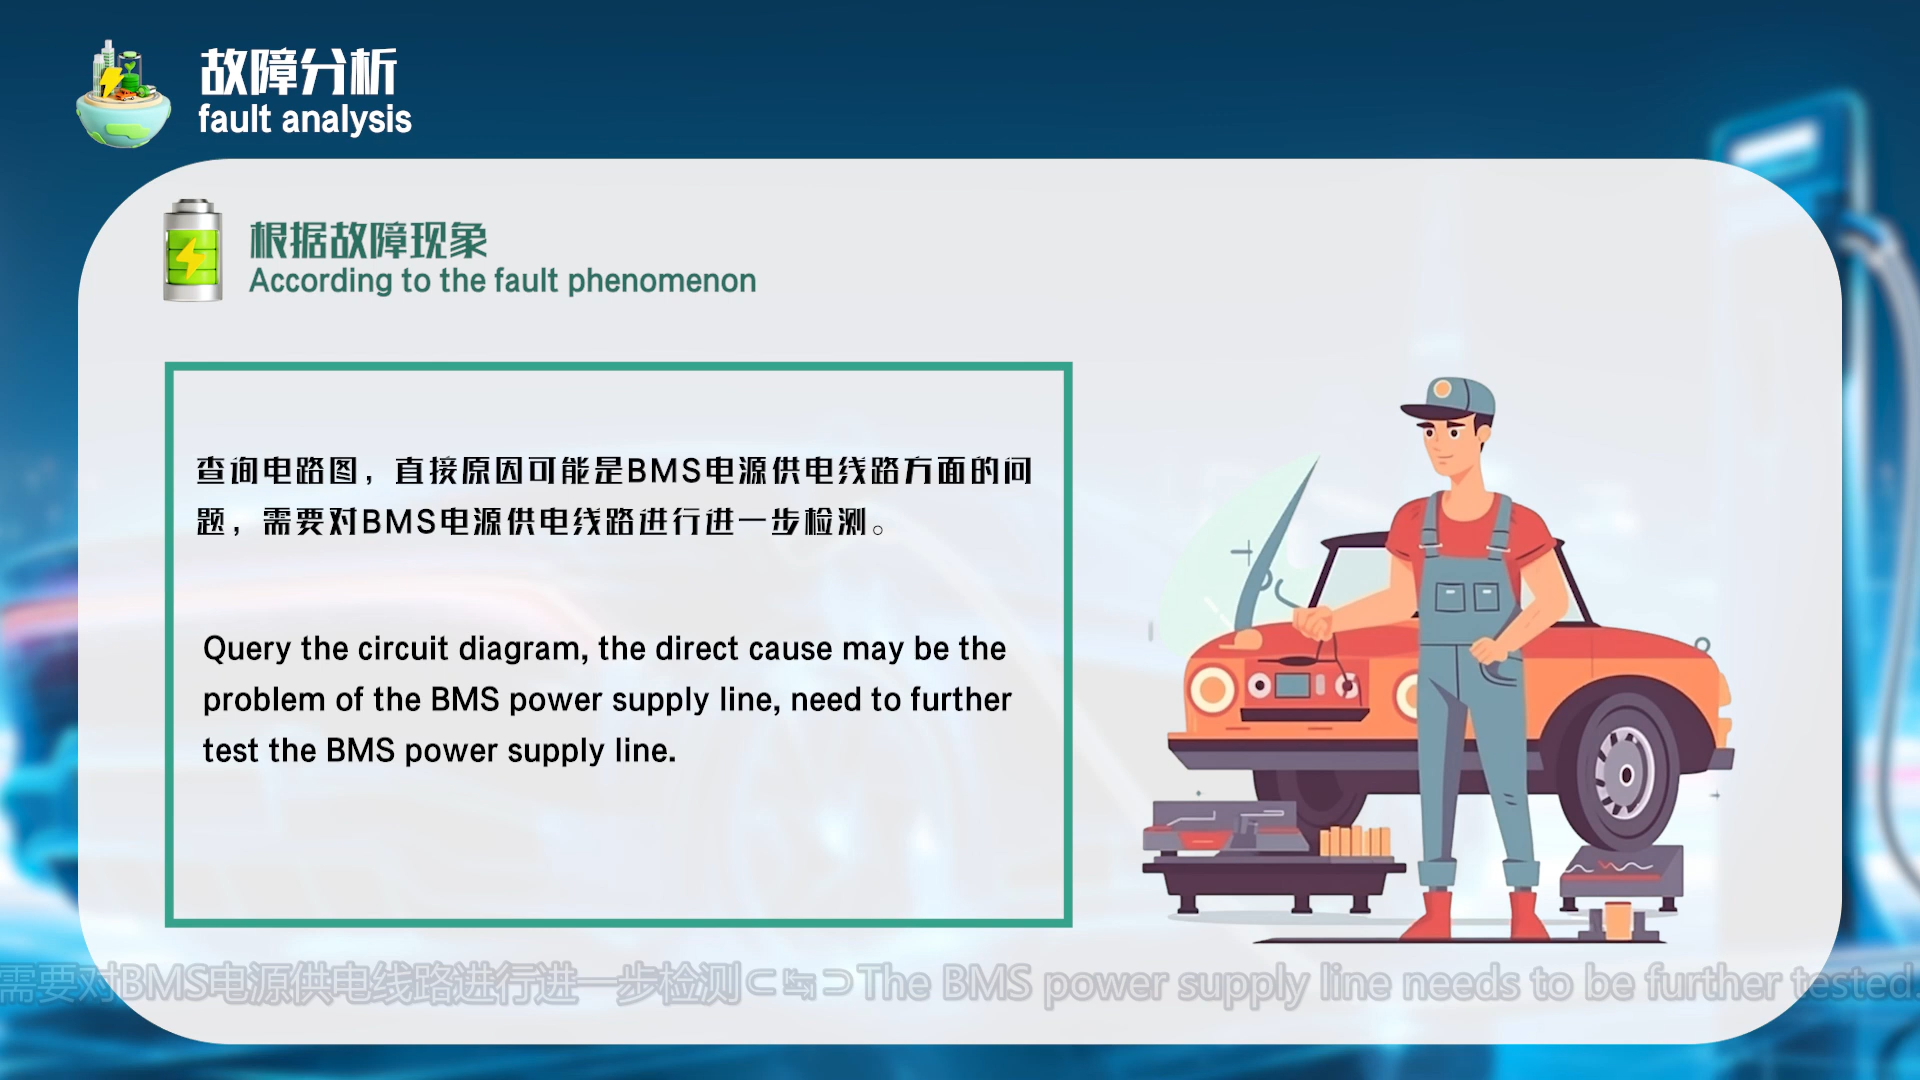 故障分析
fault analysis
根据故障现象
According to the fault phenomenon
查询电路图，直接原因可能是BMS电源供电线路方面的问
题，需要对BMS电源供电线路进行进一步检测。
Query the circuit diagram, the direct cause may be the
problem of the BMS power supply line, need to further
test the BMS power supply line.
需要对BMS电源供电线路进行进一步检测⊂⇆⊃The BMS power supply line needs to be further tested.